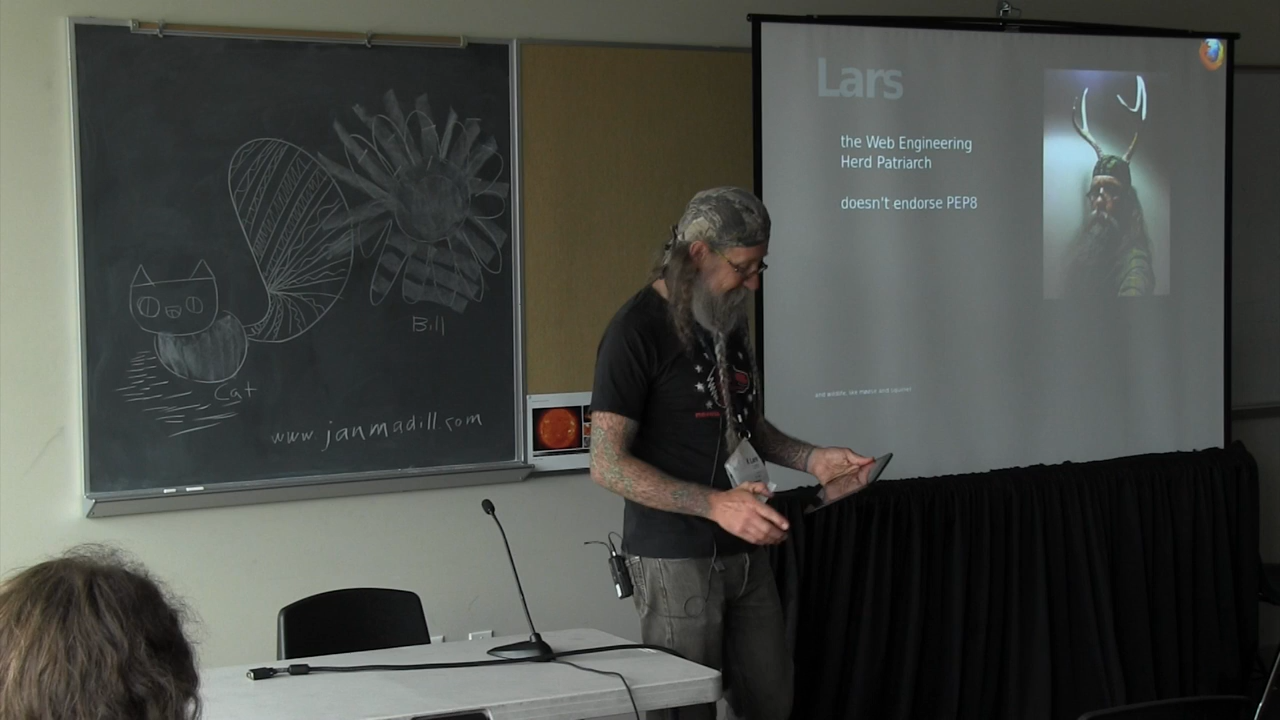 Bill
Cat
www.janmadill.com
Lars
the Web Engineering
Herd Patriarch
doesn't endorse PEP8